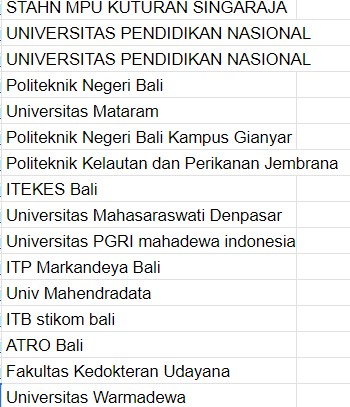 STAHN MPU KUTURAN SINGARAJA
UNIVERSITAS PENDIDIKAN NASIONAL
UNIVERSITAS PENDIDIKAN NASIONAL
Politeknik Negeri Bali
Universitas Mataram
Politeknik Negeri Bali Kampus Gianyar
Politeknik Kelautan dan Perikanan Jembrana
ITEKES Bali
Universitas Mahasaraswati Denpasar
Universitas PGRI mahadewa indonesia
ITP Markandeya Bali
Univ Mahendradata
ITB stikom bali
ATRO Bali
Fakultas Kedokteran Udayana
Universitas Warmadewa